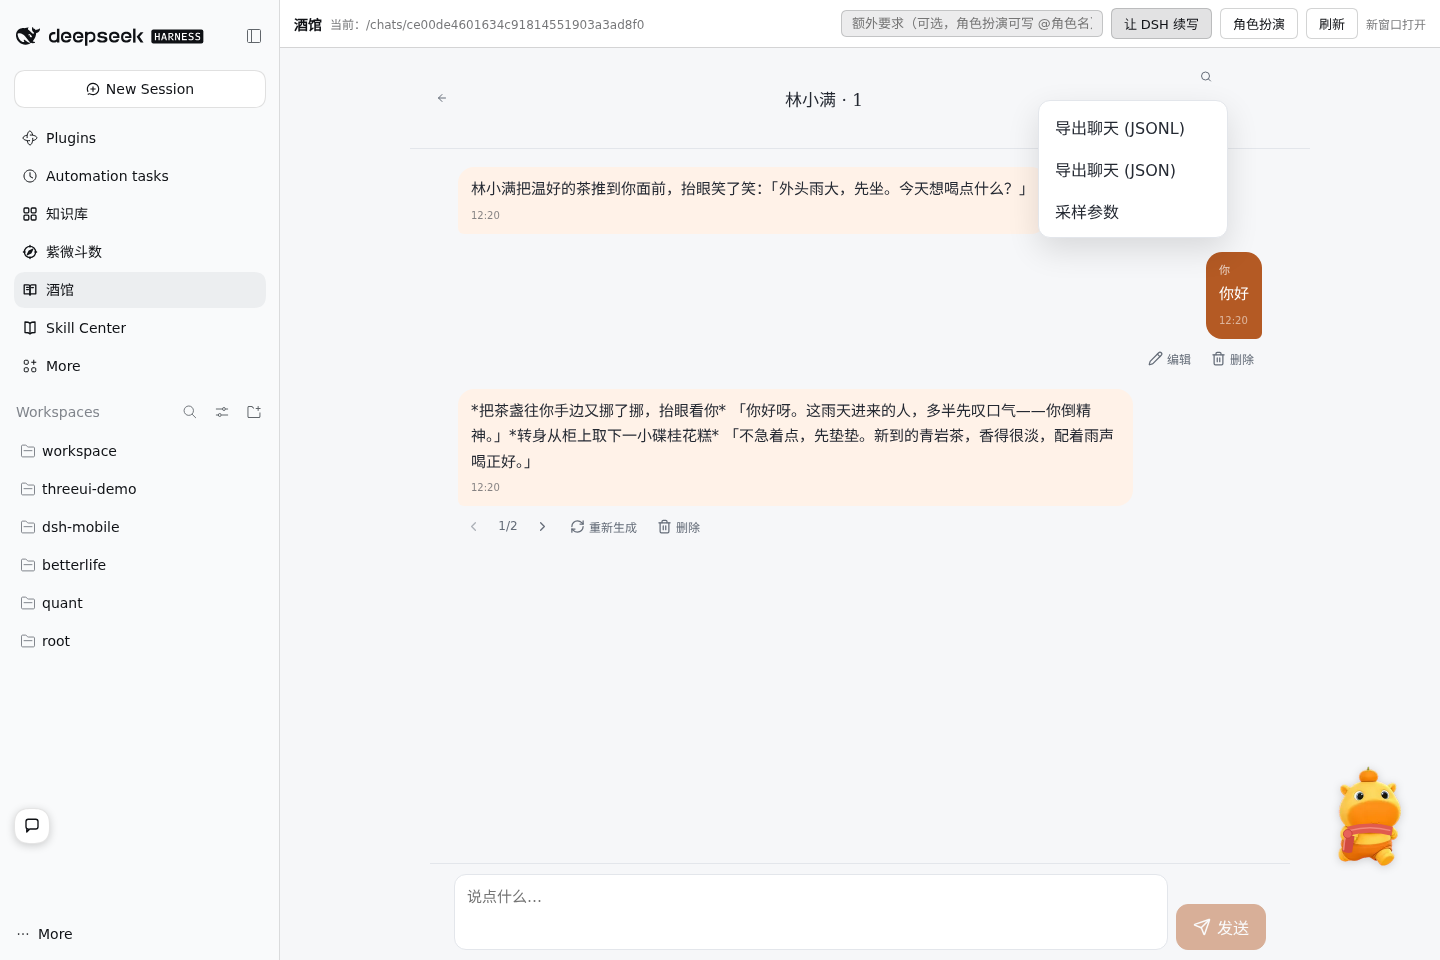 deepseek HARNESS
New Session
Plugins
Automation tasks
知识库
紫微斗数
酒馆
Skill Center
More
Workspaces
workspace
threeui-demo
dsh-mobile
betterlife
quant
root
More
酒馆 当前：/chats/ce00de4601634c91814551903a3ad8f0
额外要求（可选，角色扮演可写 @角色名
让 DSH 续写
角色扮演
刷新
新窗口打开
林小满 · 1
导出聊天 (JSONL)
导出聊天 (JSON)
采样参数
林小满把温好的茶推到你面前，抬眼笑了笑：「外头雨大，先坐。今天想喝点什么？」
12:20
你
你好
12:20
编辑 删除
*把茶盏往你手边又挪了挪，抬眼看你* 「你好呀。这雨天进来的人，多半先叹口气——你倒精
神。」*转身从柜上取下一小碟桂花糕* 「不急着点，先垫垫。新到的青岩茶，香得很淡，配着雨声
喝正好。」
12:20
1/2 重新生成 删除
说点什么...
发送